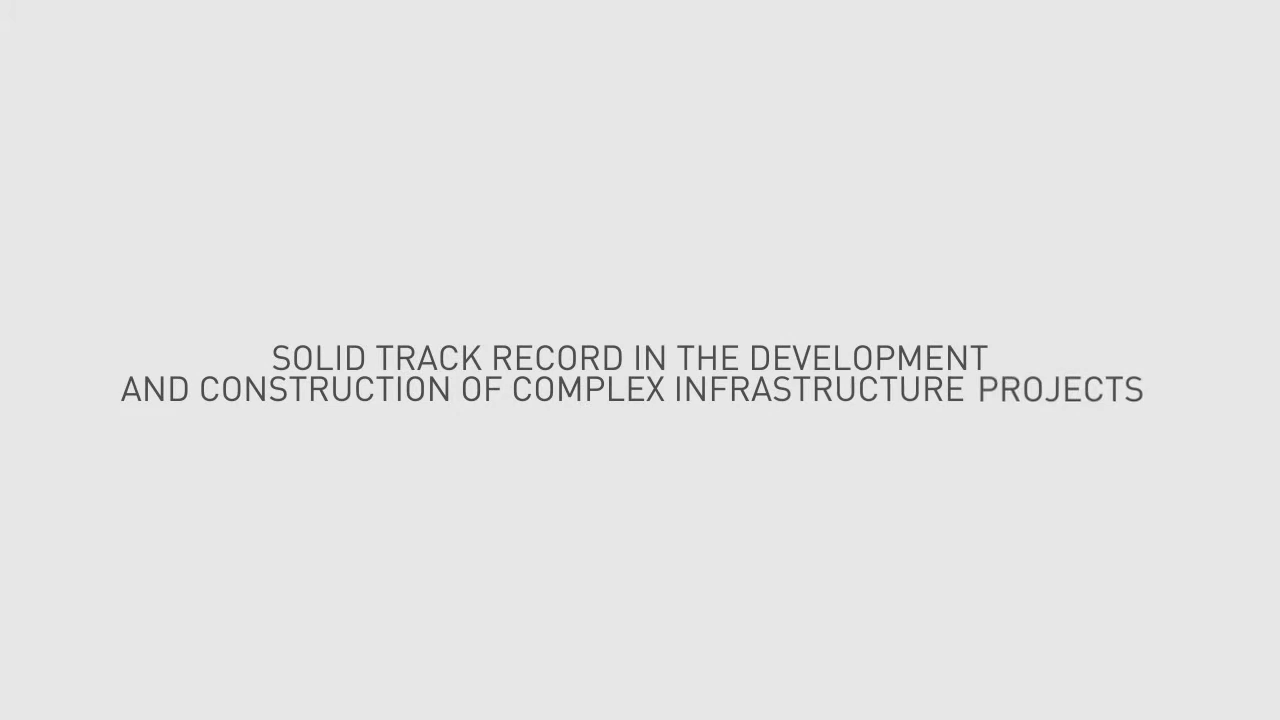 SOLID TRACK RECORD IN THE DEVELOPMENT
AND CONSTRUCTION OF COMPLEX INFRASTRUCTURE PROJECTS